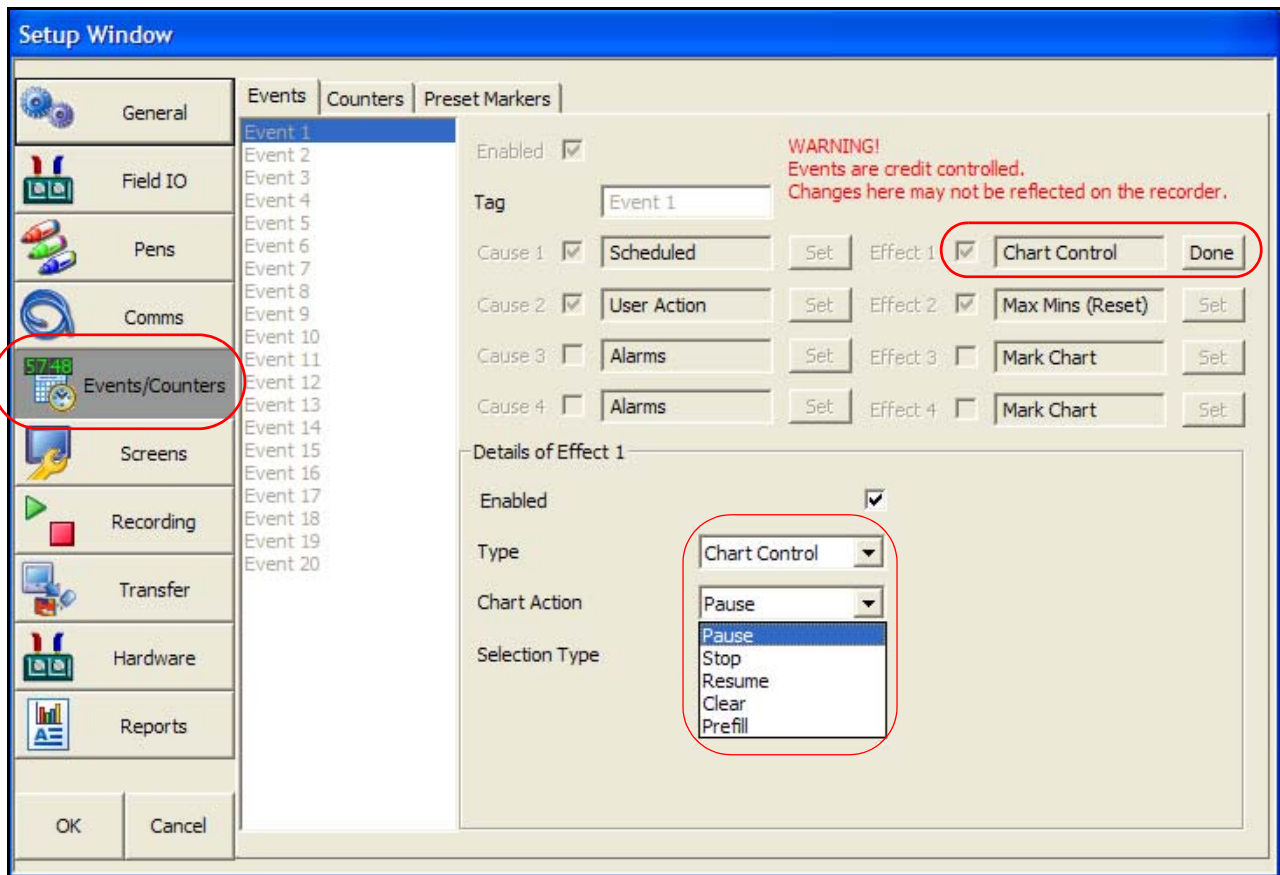 Setup Window
General
Field IO
Pens
Comms
5748
Events/Counters
Screens
Recording
Transfer
Hardware
Reports
OK
Cancel
Events
Counters
Preset Markers
Event 1
Event 2
Event 3
Event 4
Event 5
Event 6
Event 7
Event 8
Event 9
Event 10
Event 11
Event 12
Event 13
Event 14
Event 15
Event 16
Event 17
Event 18
Event 19
Event 20
Enabled
WARNING!
Events are credit controlled.
Changes here may not be reflected on the recorder.
Tag Event 1
Cause 1 Scheduled Set Effect 1 Chart Control Done
Cause 2 User Action Set Effect 2 Max Mins (Reset) Set
Cause 3 Alarms Set Effect 3 Mark Chart Set
Cause 4 Alarms Set Effect 4 Mark Chart Set
Details of Effect 1
Enabled
Type Chart Control
Chart Action Pause
Selection Type
Pause
Stop
Resume
Clear
Prefill